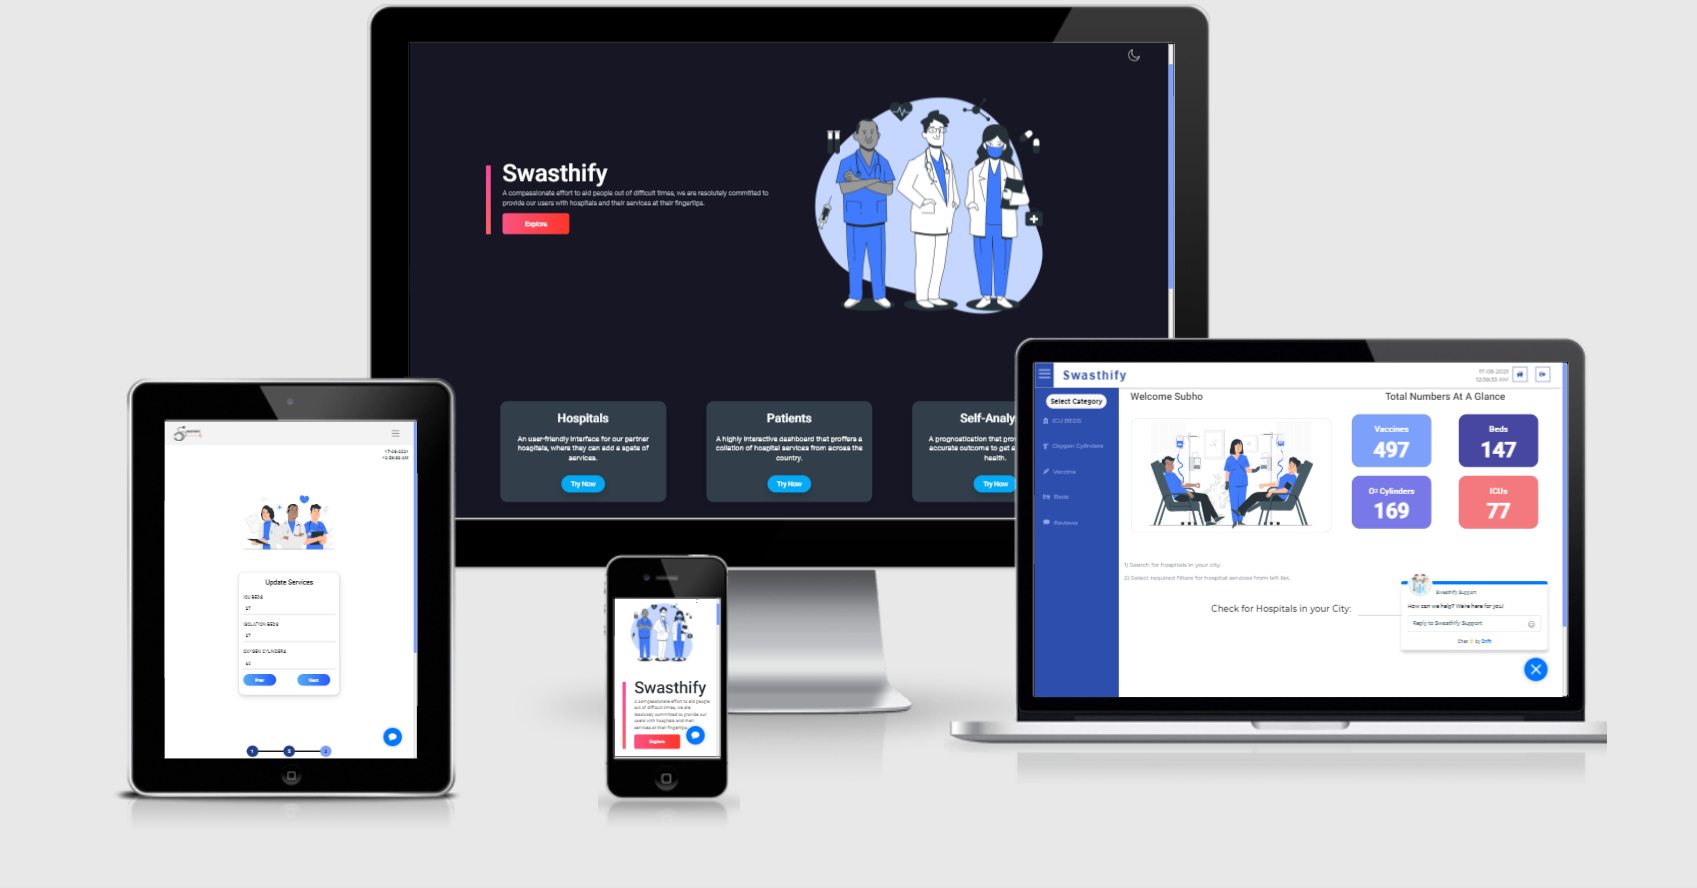 Swasthify
A compassionate effort to aid people out of difficult times, we are resolutely committed to
provide our users with hospitals and their services at their fingertips.
Explore
Hospitals
An user-friendly interface for our partner
hospitals, where they can add a spate of
services.
Try Now
Patients
A highly interactive dashboard that proffers a
collation of hospital services from across the
country.
Try Now
Self-Analy
A prognostication that pro
accurate outcome to get a
health.
Try Now
17-09-2021
12:59:33 AM
Update Services
ICU BEDS
27
ISOLATION BEDS
37
OXYGEN CYLINDERS
Prev
Next
1
2
3
Swasthify
A compassionate effort to aid people
out of difficult times, we are
resolutely committed to provide our
users with hospitals and their
services at their fingertips.
Explore
Swasthify
17-09-2021
12:59:33 AM
Select Category
ICU BEDS
Oxygen Cylinders
Vaccine
Beds
Reviews
Welcome Subho
Total Numbers At A Glance
Vaccines
497
Beds
147
O2 Cylinders
169
ICUs
77
1) Search for hospitals in your city.
2) Select required filters for hospital services from left list.
Check for Hospitals in your City:
Swasthify Support
How can we help? We're here for you!
Reply to Swasthify Support
Chat ⚡ by Drift